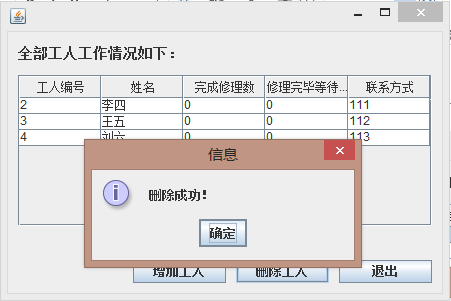 全部工人工作情况如下：
工人编号 姓名 完成修理数 修理完毕等待... 联系方式
2 李四 0 0 111
3 王五 0 0 112
4 刘六 0 0 113
信息
删除成功！
确定
增加工人 删除工人 退出